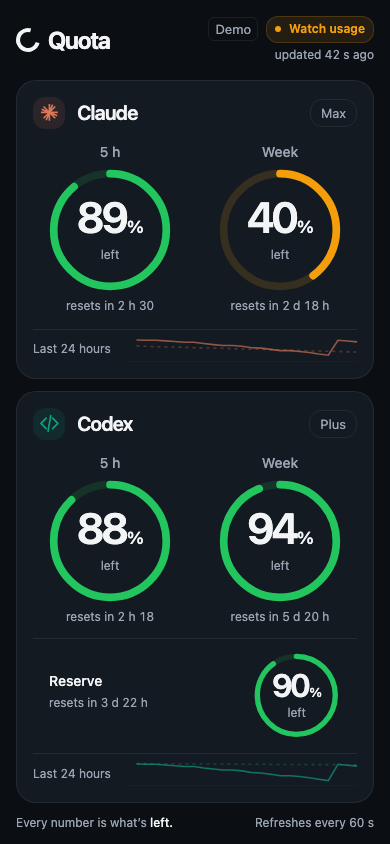 Quota
Demo
Watch usage
updated 42 s ago
Claude
Max
5 h
Week
89%
left
40%
left
resets in 2 h 30
resets in 2 d 18 h
Last 24 hours
Codex
Plus
5 h
Week
88%
left
94%
left
resets in 2 h 18
resets in 5 d 20 h
Reserve
resets in 3 d 22 h
90%
left
Last 24 hours
Every number is what's left.
Refreshes every 60 s